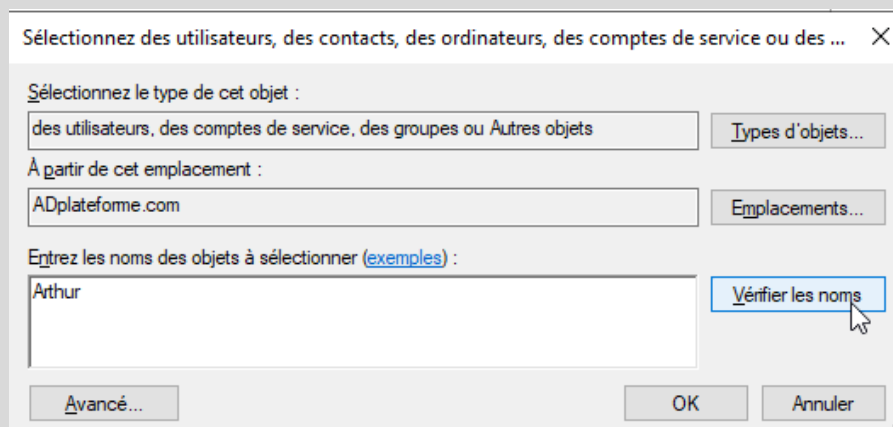 Sélectionnez des utilisateurs, des contacts, des ordinateurs, des comptes de service ou des ...
Sélectionnez le type de cet objet :
des utilisateurs, des comptes de service, des groupes ou Autres objets
Types d'objets...
À partir de cet emplacement :
ADplateforme.com
Emplacements...
Entrez les noms des objets à sélectionner (exemples) :
Arthur
Vérifier les noms
Avancé...
OK
Annuler